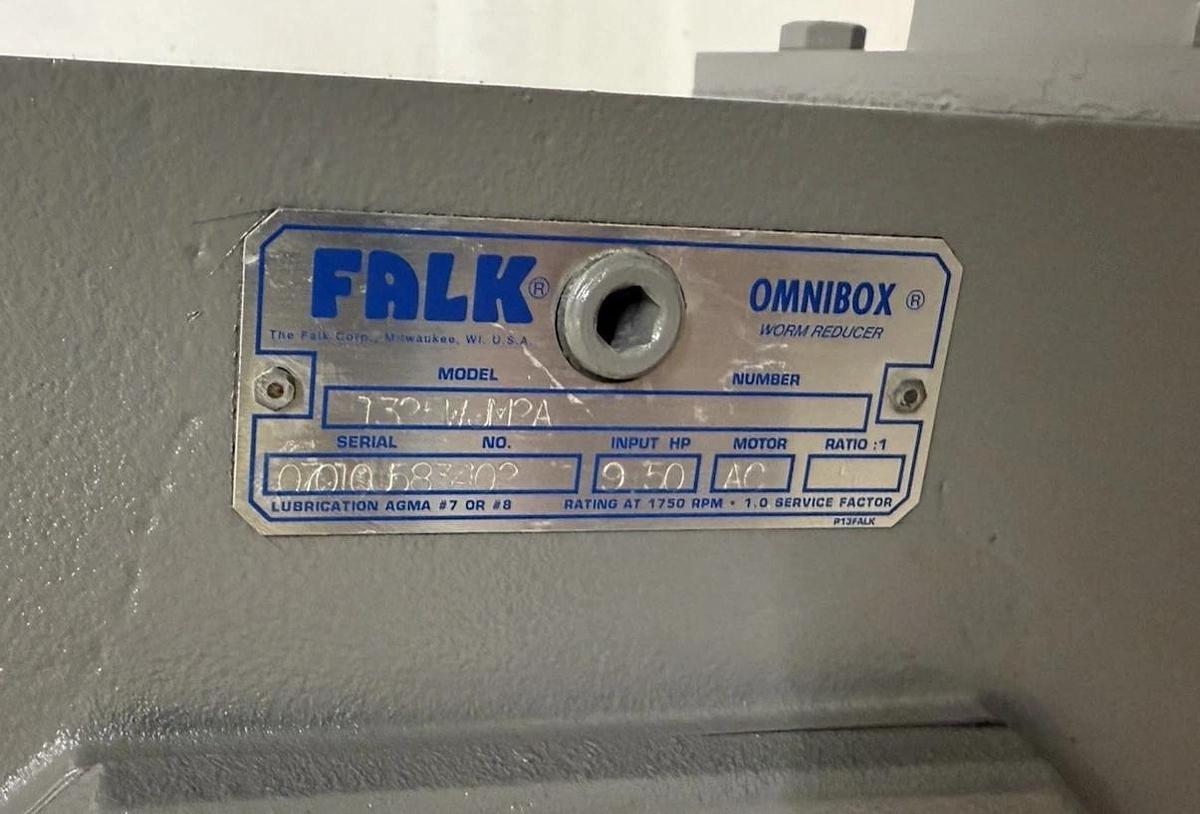 FALK® OMNIBOX ®
The Falk Corp., Milwaukee, WI. U.S.A. WORM REDUCER
MODEL NUMBER
SERIAL NO. INPUT HP MOTOR RATIO :1
9.50 AC
LUBRICATION AGMA #7 OR #8 RATING AT 1750 RPM • 1.0 SERVICE FACTOR
P13FALK